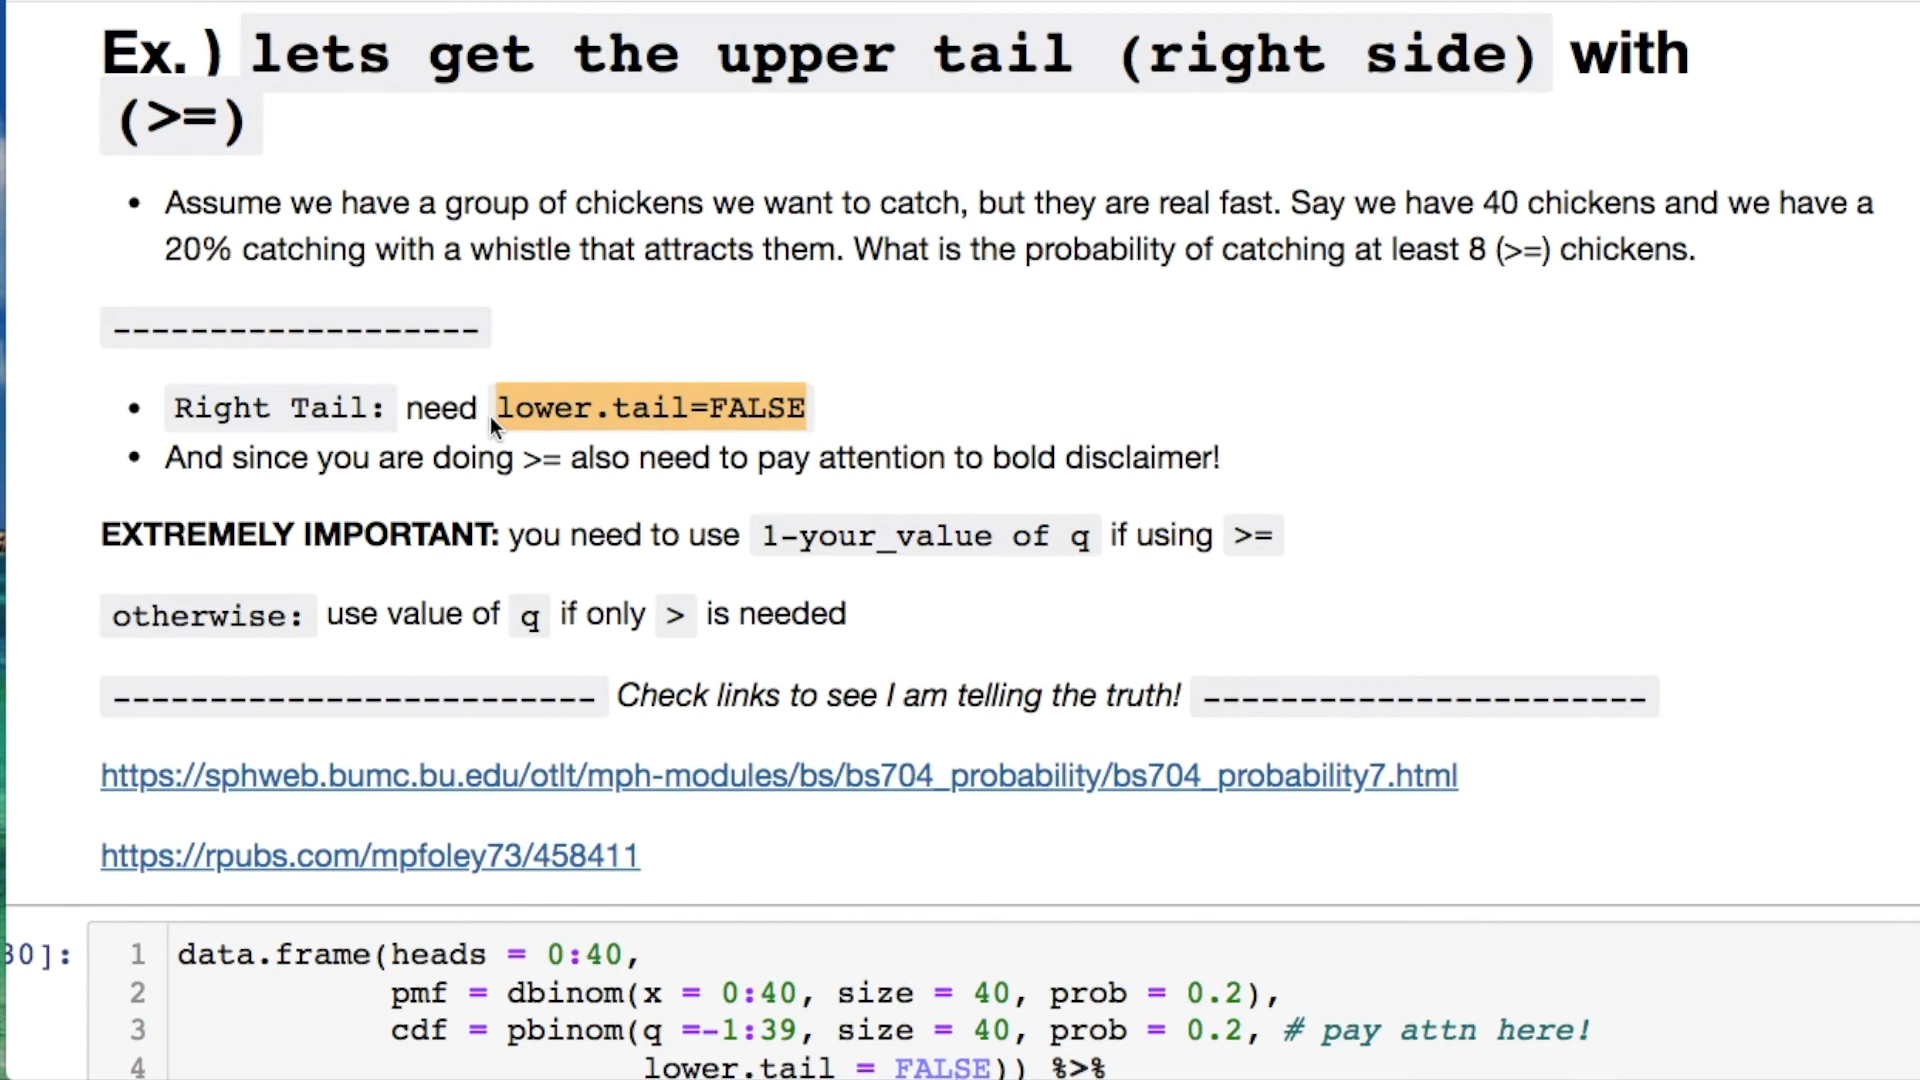 Ex. ) lets get the upper tail (right side) with
(>=)
• Assume we have a group of chickens we want to catch, but they are real fast. Say we have 40 chickens and we have a
20% catching with a whistle that attracts them. What is the probability of catching at least 8 (>=) chickens.
-------------------
• Right Tail: need lower.tail=FALSE
• And since you are doing >= also need to pay attention to bold disclaimer!
EXTREMELY IMPORTANT: you need to use 1-your_value of q if using >=
otherwise: use value of q if only > is needed
------------------------- Check links to see I am telling the truth! -----------------------
https://sphweb.bumc.bu.edu/otlt/mph-modules/bs/bs704_probability/bs704_probability7.html
https://rpubs.com/mpfoley73/458411
30]: 1 data.frame(heads = 0:40,
2 pmf = dbinom(x = 0:40, size = 40, prob = 0.2),
3 cdf = pbinom(q =-1:39, size = 40, prob = 0.2, # pay attn here!
4 lower.tail = FALSE)) %>%